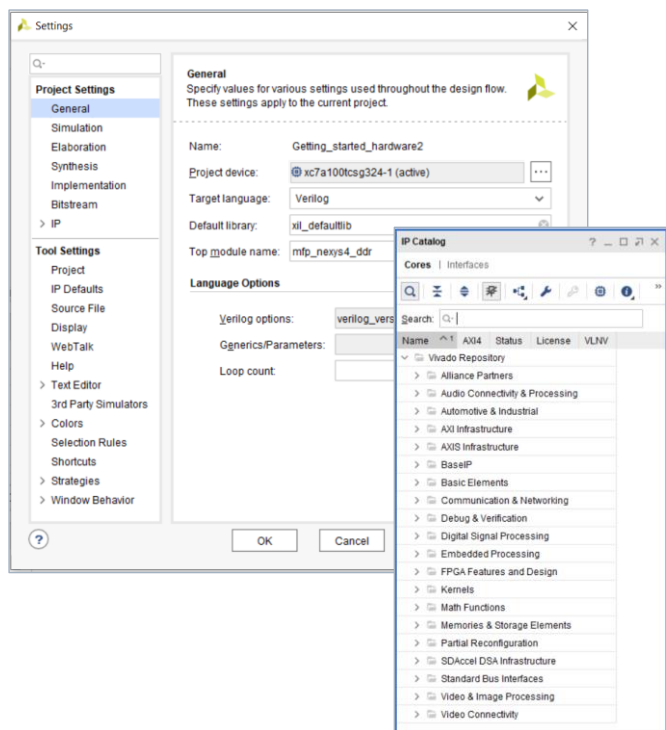 Settings
Q-
Project Settings
General
Simulation
Elaboration
Synthesis
Implementation
Bitstream
> IP
Tool Settings
Project
IP Defaults
Source File
Display
WebTalk
Help
> Text Editor
3rd Party Simulators
> Colors
Selection Rules
Shortcuts
> Strategies
> Window Behavior
General
Specify values for various settings used throughout the design flow.
These settings apply to the current project.
Name: Getting_started_hardware2
Project device: xc7a100tcsg324-1 (active) ...
Target language: Verilog
Default library: xil_defaultlib
Top module name: mfp_nexys4_ddr
Language Options
Verilog options: verilog_vers
Generics/Parameters:
Loop count:
? OK Cancel
IP Catalog ?
Cores | Interfaces
Search: Q-
Name ^1 AXI4 Status License VLNV
Vivado Repository
> Alliance Partners
> Audio Connectivity & Processing
> Automotive & Industrial
> AXI Infrastructure
> AXIS Infrastructure
> BaseIP
> Basic Elements
> Communication & Networking
> Debug & Verification
> Digital Signal Processing
> Embedded Processing
> FPGA Features and Design
> Kernels
> Math Functions
> Memories & Storage Elements
> Partial Reconfiguration
> SDAccel DSA Infrastructure
> Standard Bus Interfaces
> Video & Image Processing
> Video Connectivity